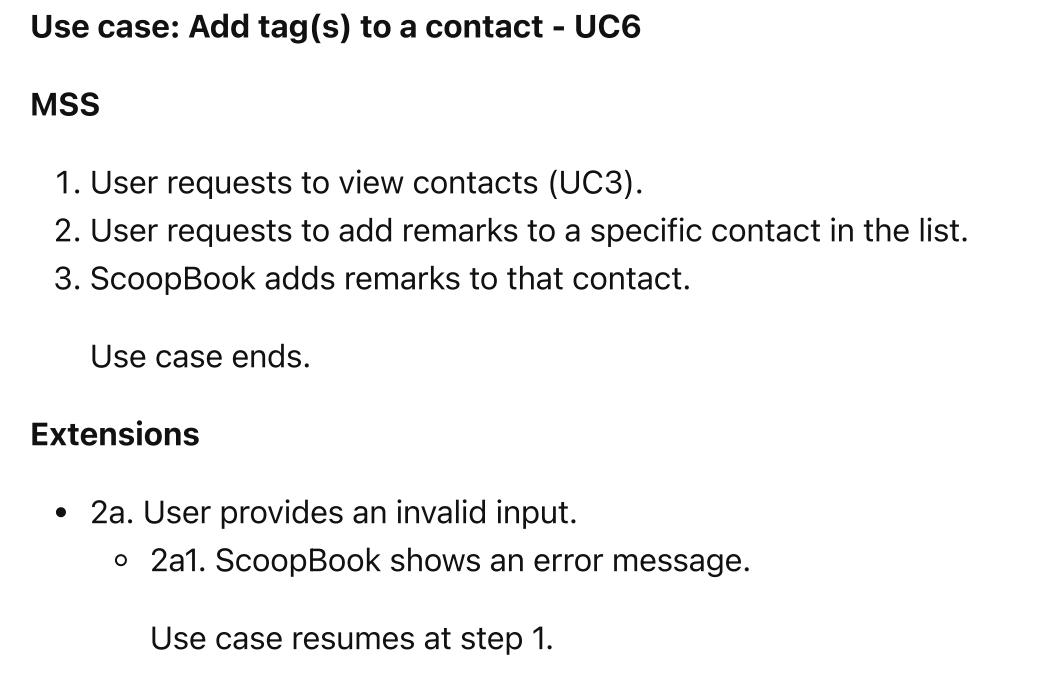 Use case: Add tag(s) to a contact - UC6
MSS
1. User requests to view contacts (UC3).
2. User requests to add remarks to a specific contact in the list.
3. ScoopBook adds remarks to that contact.
Use case ends.
Extensions
• 2a. User provides an invalid input.
◦ 2a1. ScoopBook shows an error message.
Use case resumes at step 1.